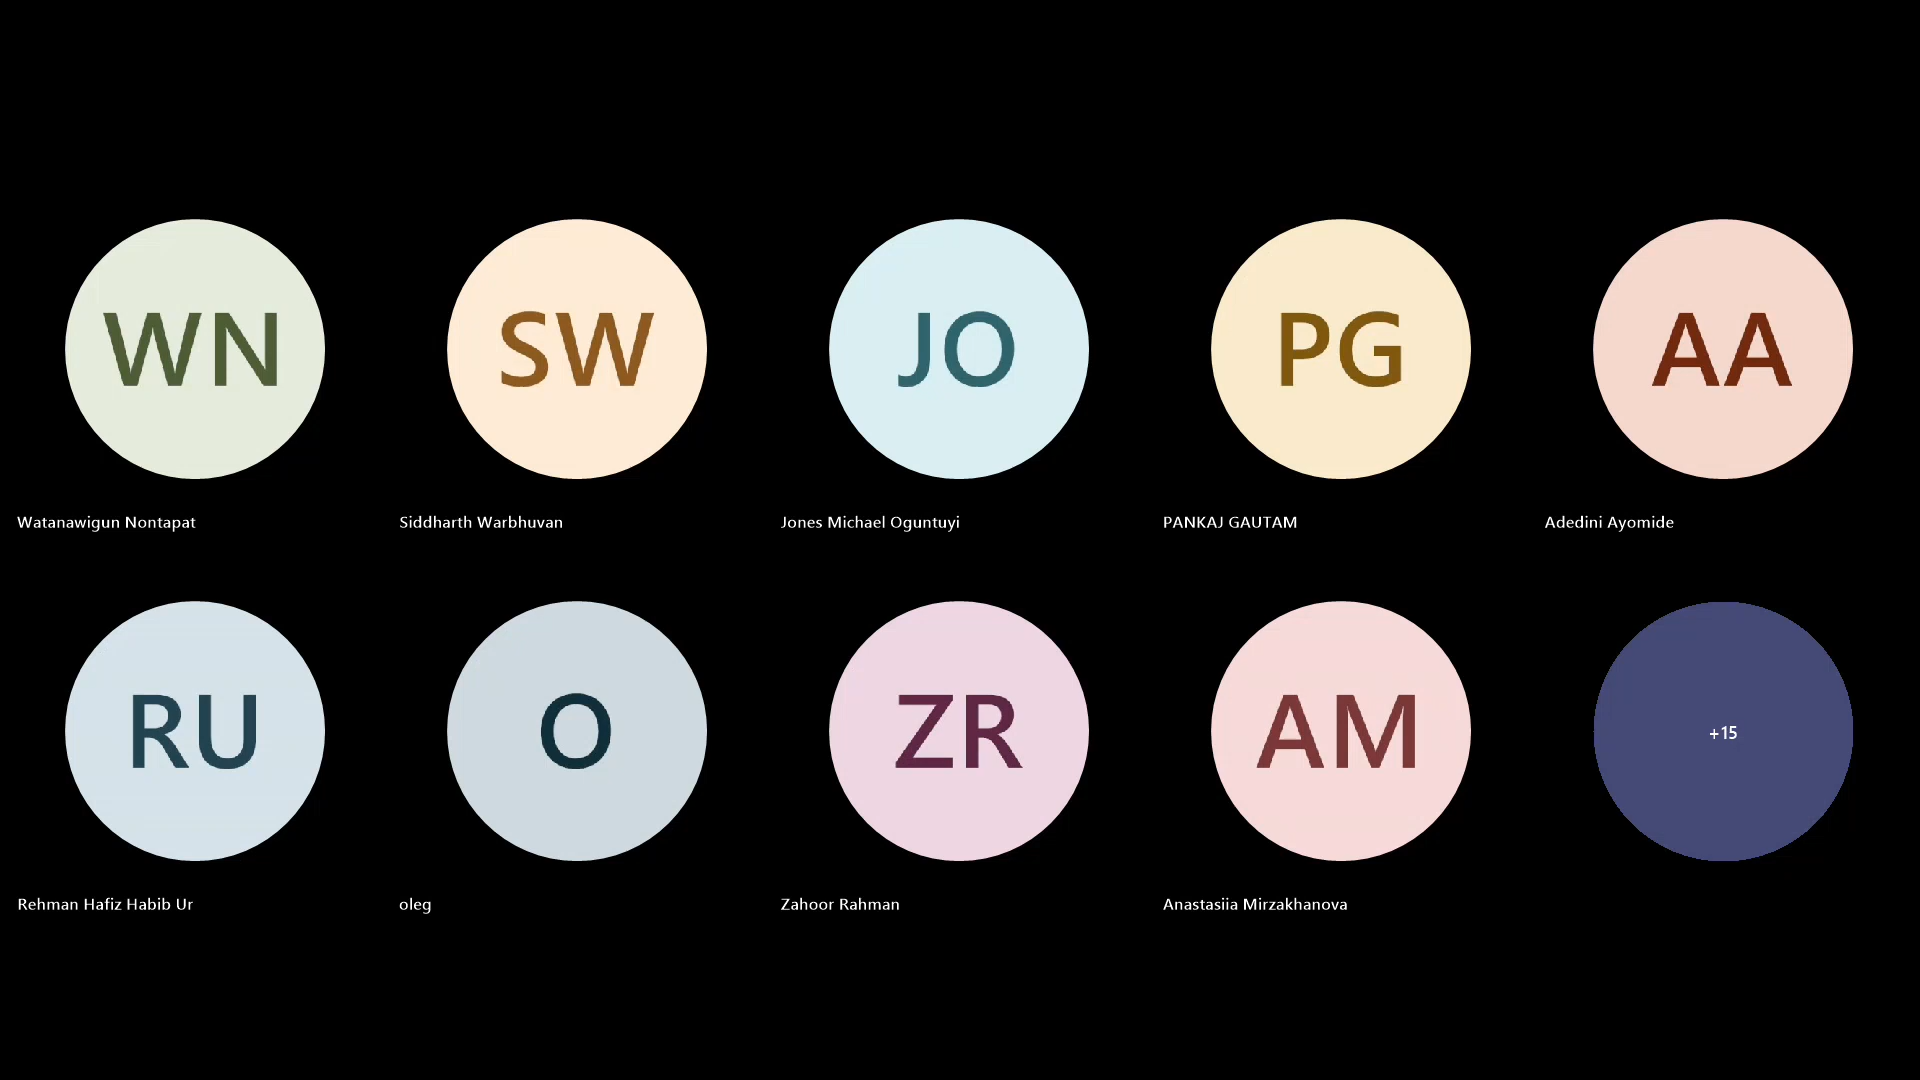 WN
SW
JO
PG
AA
Watanawigun Nontapat
Siddharth Warbhuvan
Jones Michael Oguntuyi
PANKAJ GAUTAM
Adedini Ayomide
RU
O
ZR
AM
+15
Rehman Hafiz Habib Ur
oleg
Zahoor Rahman
Anastasiia Mirzakhanova